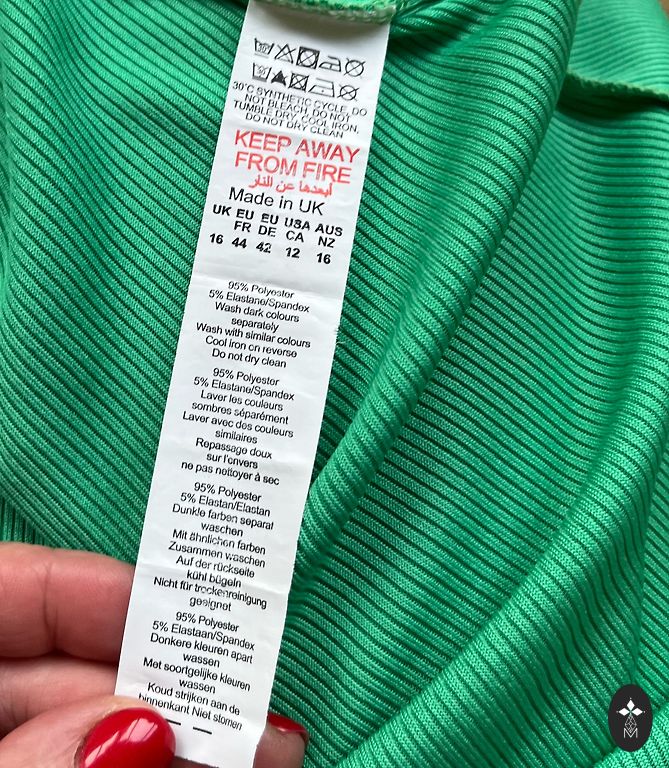 30°C SYNTHETIC CYCLE, DO
NOT BLEACH, DO NOT
TUMBLE DRY, COOL IRON,
DO NOT DRY CLEAN
KEEP AWAY
FROM FIRE
أبعدها عن النار
Made in UK
UK EU EU USA AUS
FR DE CA NZ
16 44 42 12 16
95% Polyester
5% Elastane/Spandex
Wash dark colours
separately
Wash with similar colours
Cool iron on reverse
Do not dry clean
95% Polyester
5% Elastane/Spandex
Laver les couleurs
sombres séparément
Laver avec des couleurs
similaires
Repassage doux
sur l'envers
ne pas nettoyer à sec
95% Polyester
5% Elastan/Elastan
Dunkle farben separat
waschen
Mit ähnlichen farben
Zusammen waschen
Auf der rückseite
kühl bügeln
Nicht für trockenreinigung
geeignet
95% Polyester
5% Elastaan/Spandex
Donkere kleuren apart
wassen
Met soortgelijke kleuren
wassen
Koud strijken aan de
binnenkant Niet stomen